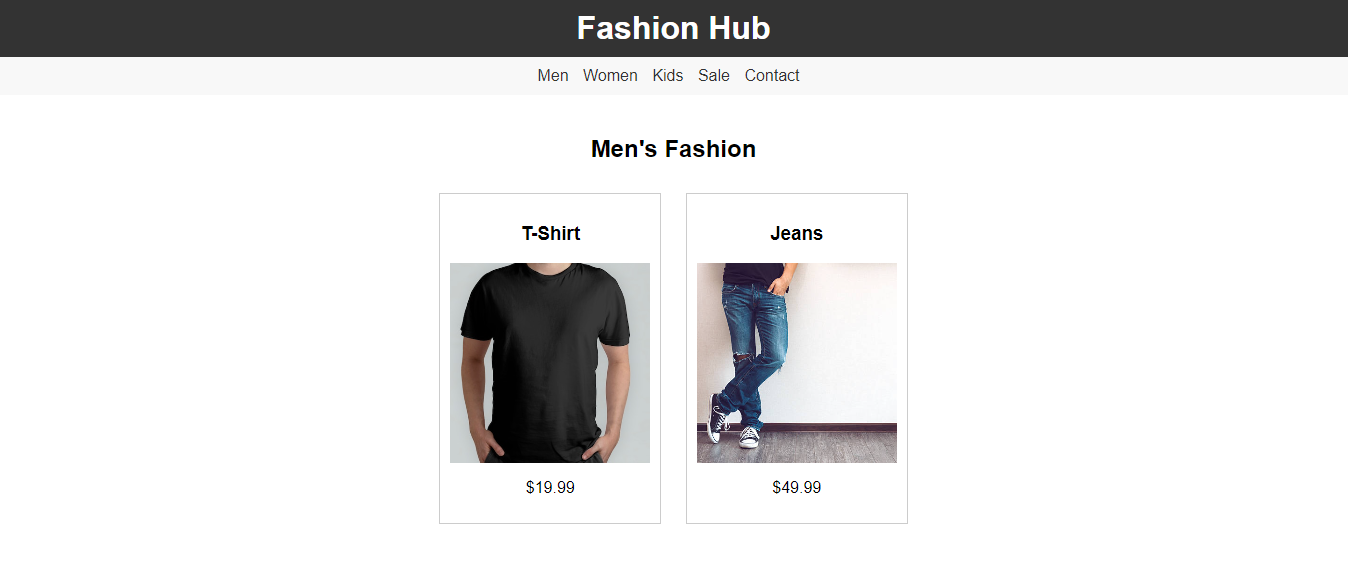 Fashion Hub
Men Women Kids Sale Contact
Men's Fashion
T-Shirt
Jeans
$19.99
$49.99